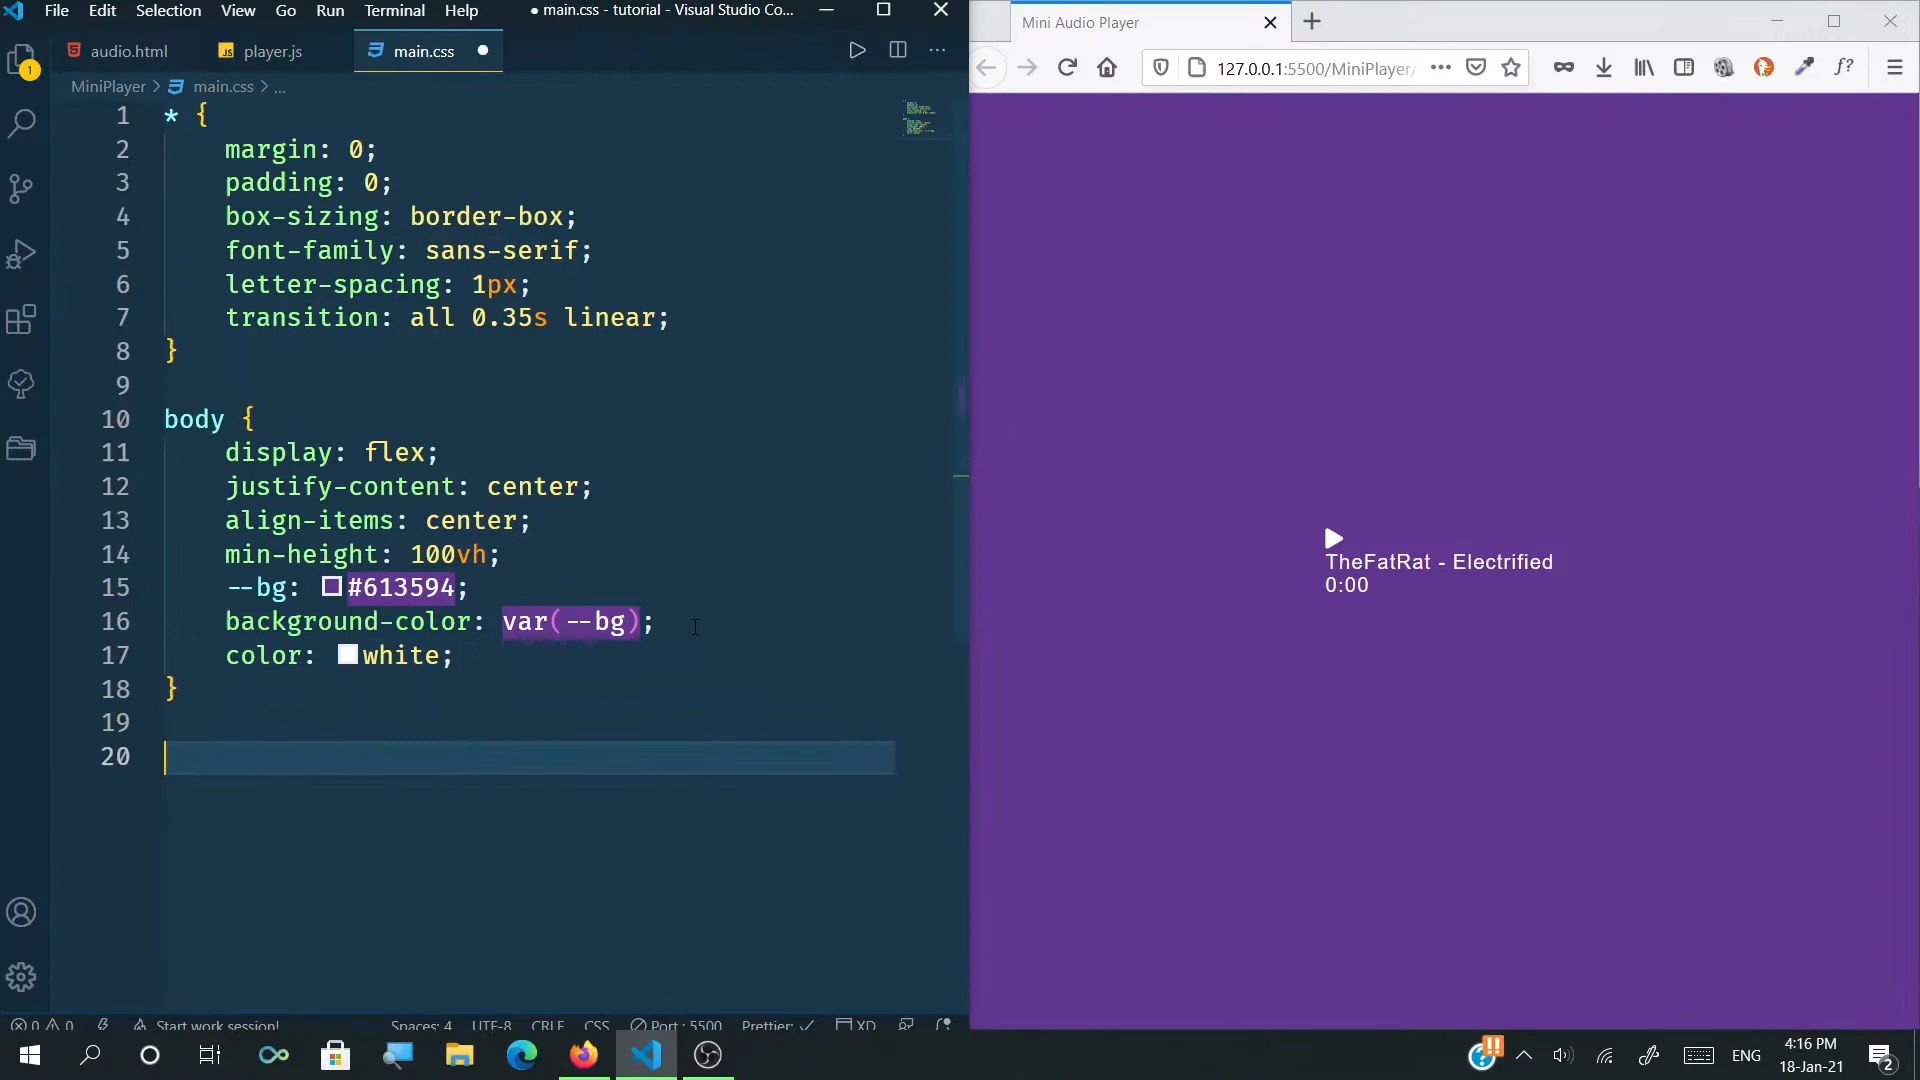 File Edit Selection View Go Run Terminal Help ● main.css - tutorial - Visual Studio Co...
audio.html JS player.js main.css
MiniPlayer > main.css > ...
1 * {
2 margin: 0;
3 padding: 0;
4 box-sizing: border-box;
5 font-family: sans-serif;
6 letter-spacing: 1px;
7 transition: all 0.35s linear;
8 }
9
10 body {
11 display: flex;
12 justify-content: center;
13 align-items: center;
14 min-height: 100vh;
15 --bg: #613594;
16 background-color: var(--bg);
17 color: white;
18 }
19
20
1
0 0 Start work session! Spaces: 4 UTF-8 CRLF CSS Port : 5500 Prettier: ✓ XD
Mini Audio Player
127.0.0.1:5500/MiniPlayer/
f?
TheFatRat - Electrified
0:00
ENG
4:16 PM
18-Jan-21
2